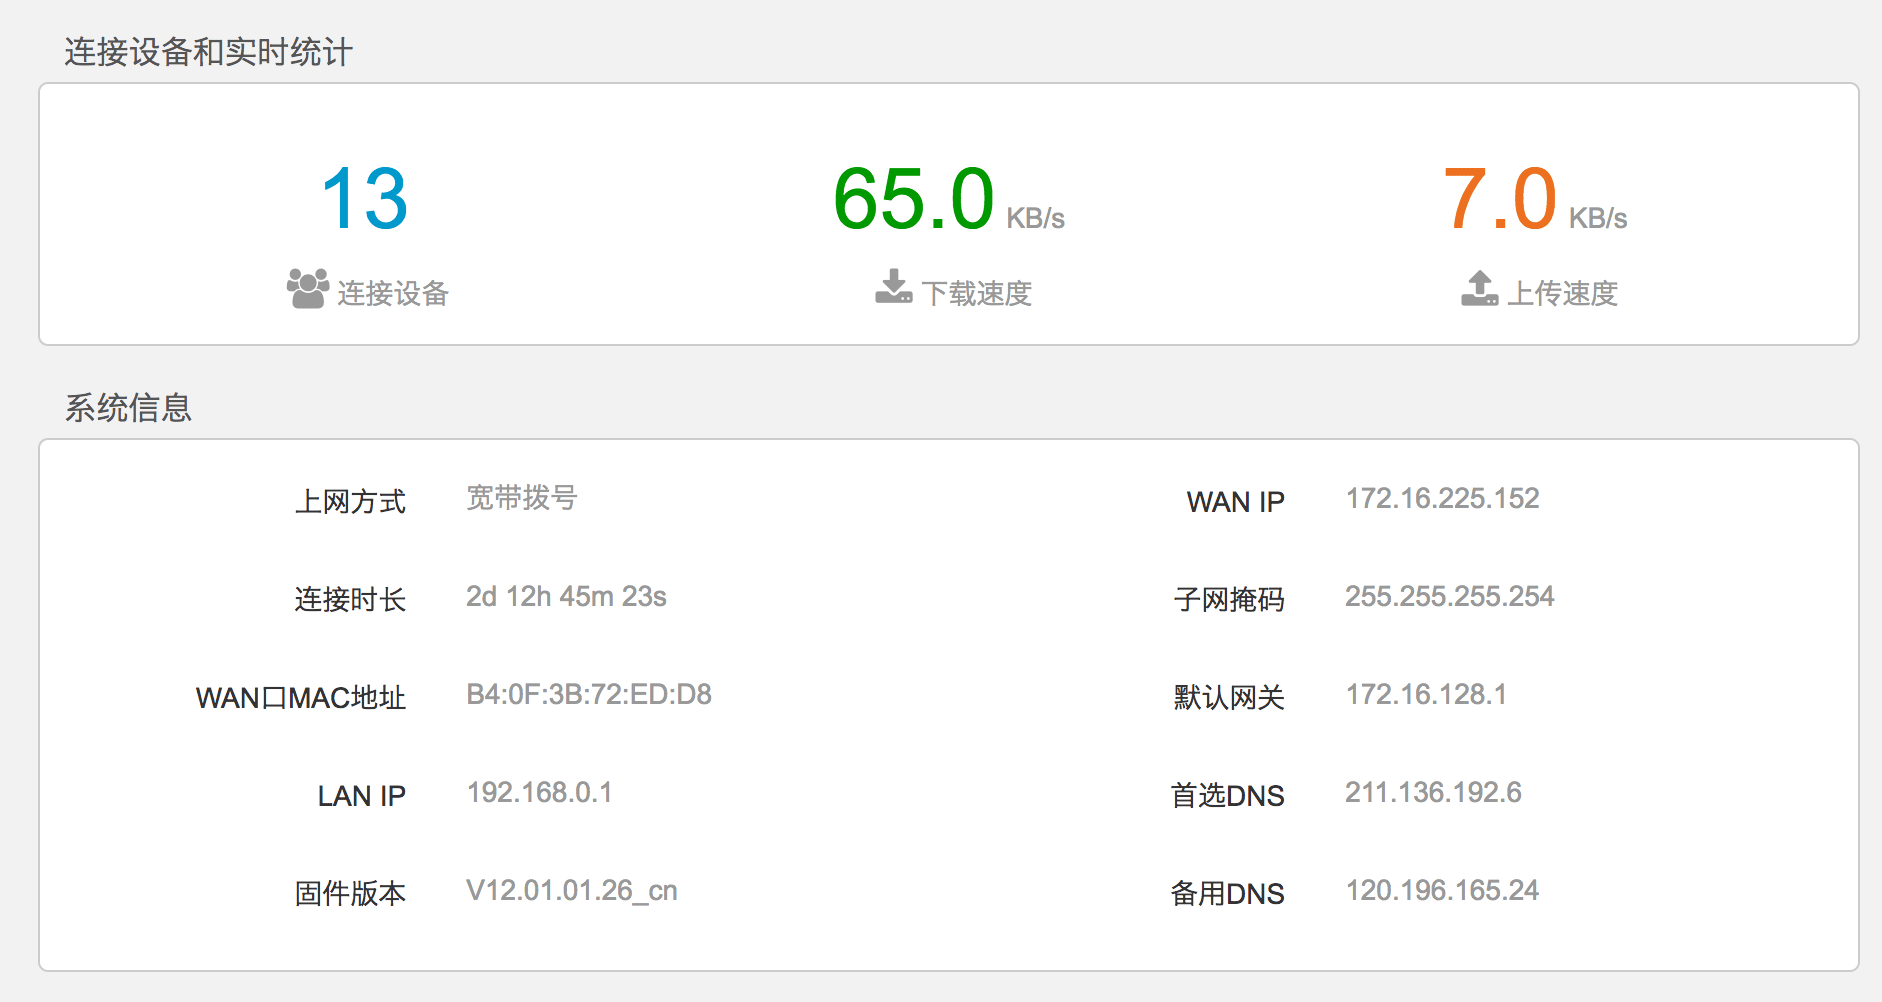 连接设备和实时统计
13
65.0 KB/s
7.0 KB/s
连接设备
下载速度
上传速度
系统信息
上网方式 宽带拨号
WAN IP 172.16.225.152
连接时长 2d 12h 45m 23s
子网掩码 255.255.255.254
WAN口MAC地址 B4:0F:3B:72:ED:D8
默认网关 172.16.128.1
LAN IP 192.168.0.1
首选DNS 211.136.192.6
固件版本 V12.01.01.26_cn
备用DNS 120.196.165.24